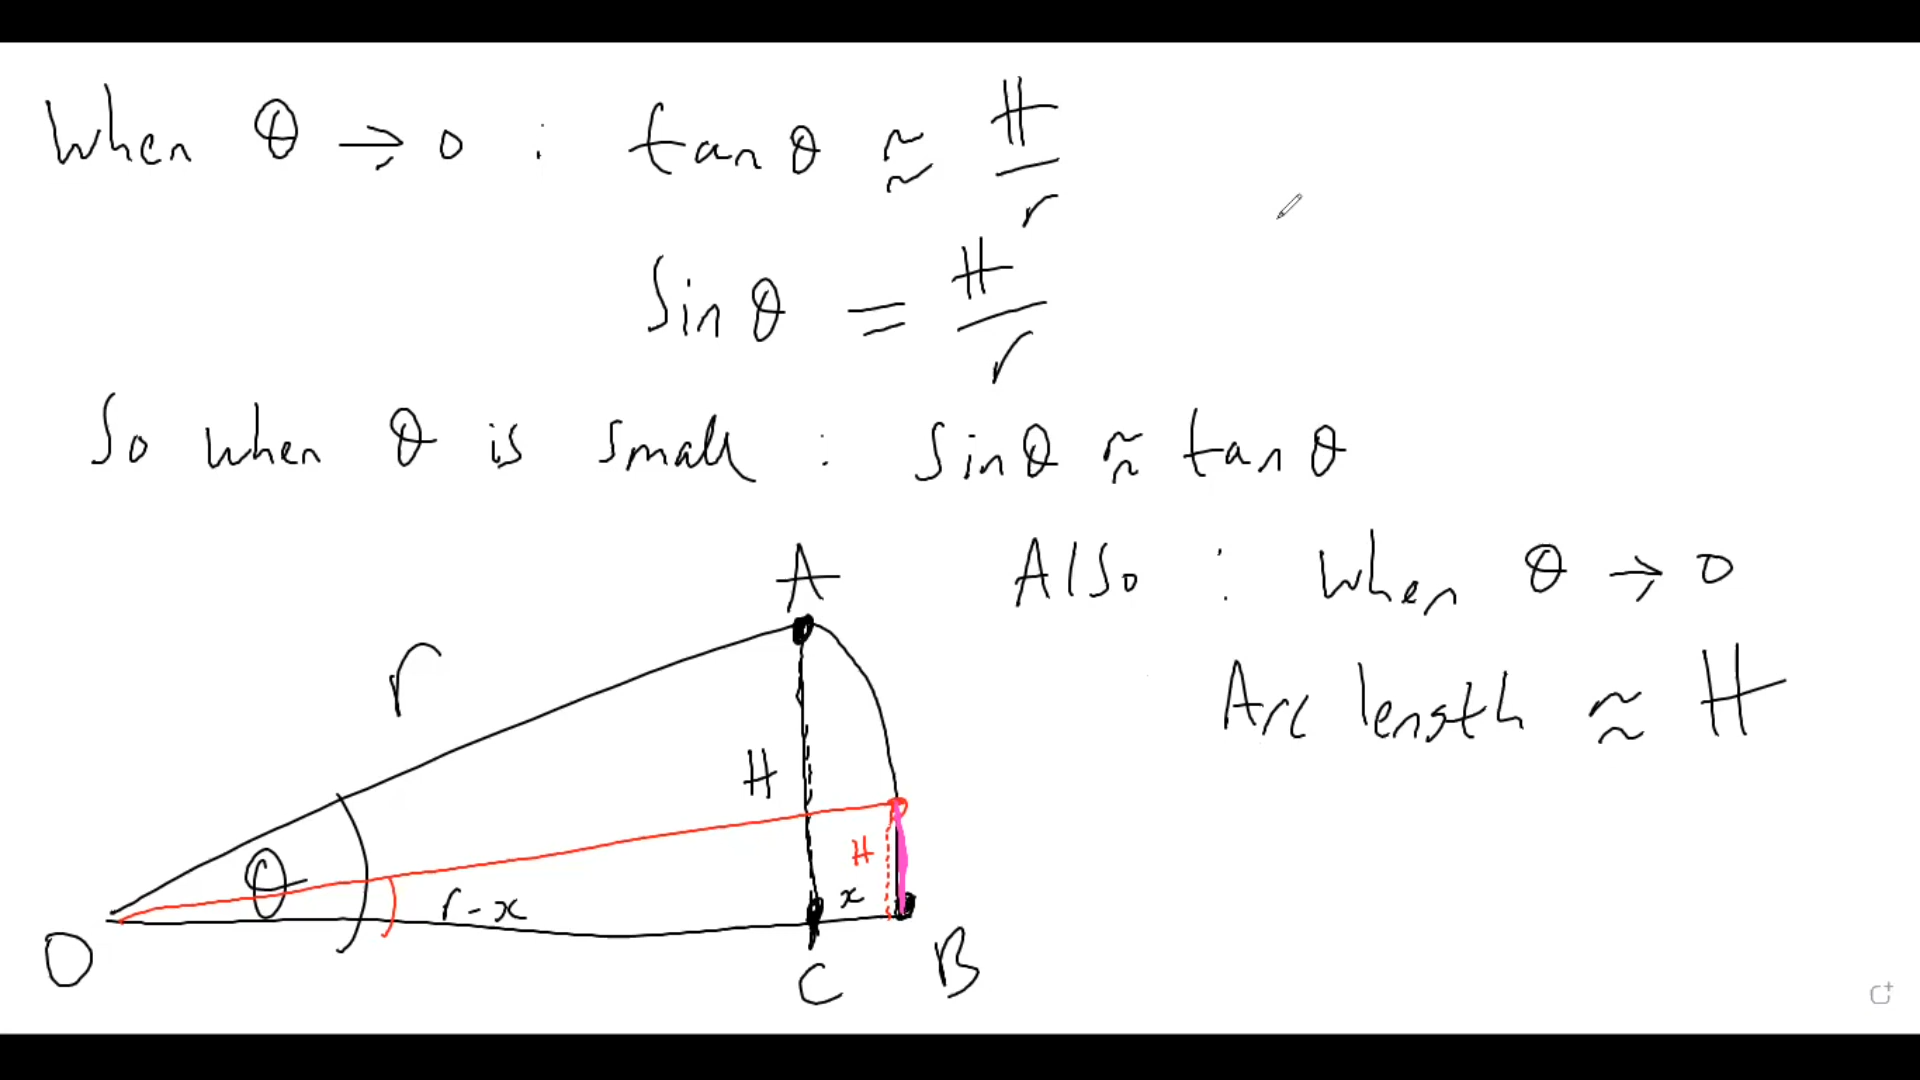 When θ → 0 : tan θ ≈ H/r
Sin θ = H/r
So when θ is small : sin θ ≈ tan θ
Also : when θ → 0
Arc length ≈ H
A
r
H
θ
H
r-x
x
O
C
B